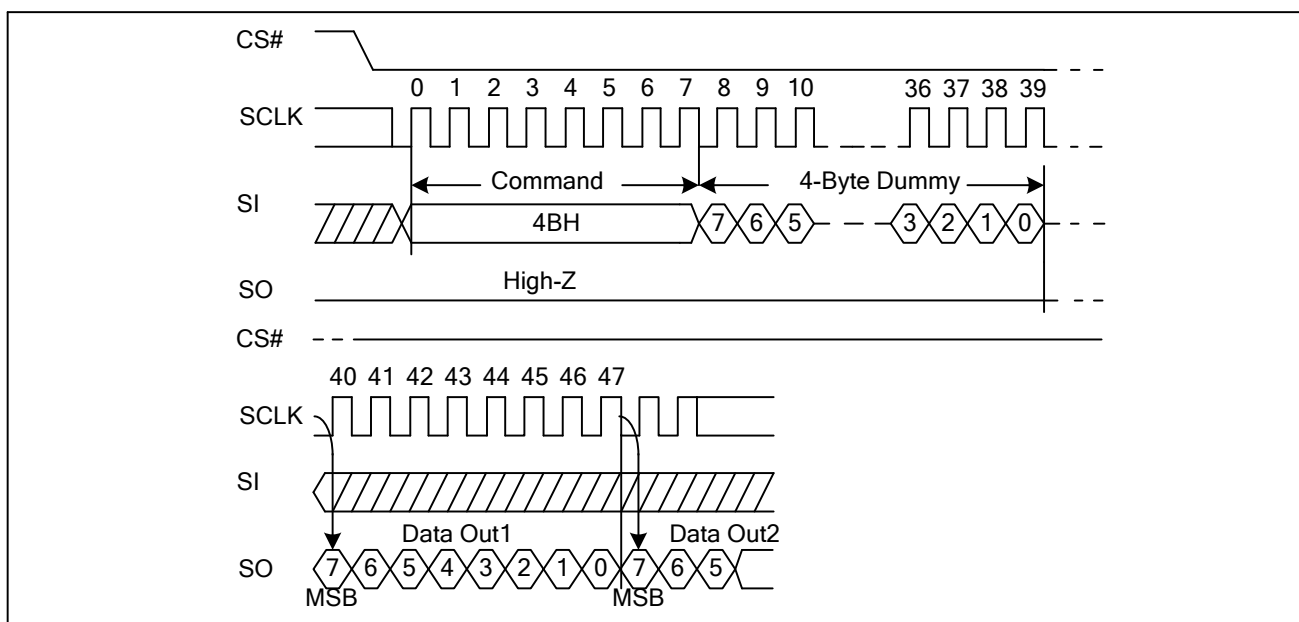 CS#
0 1 2 3 4 5 6 7 8 9 10 36 37 38 39
SCLK
Command 4-Byte Dummy
SI
4BH 7 6 5 3 2 1 0
High-Z
SO
CS#
40 41 42 43 44 45 46 47
SCLK
SI
Data Out1 Data Out2
SO 7 6 5 4 3 2 1 0 7 6 5
MSB MSB